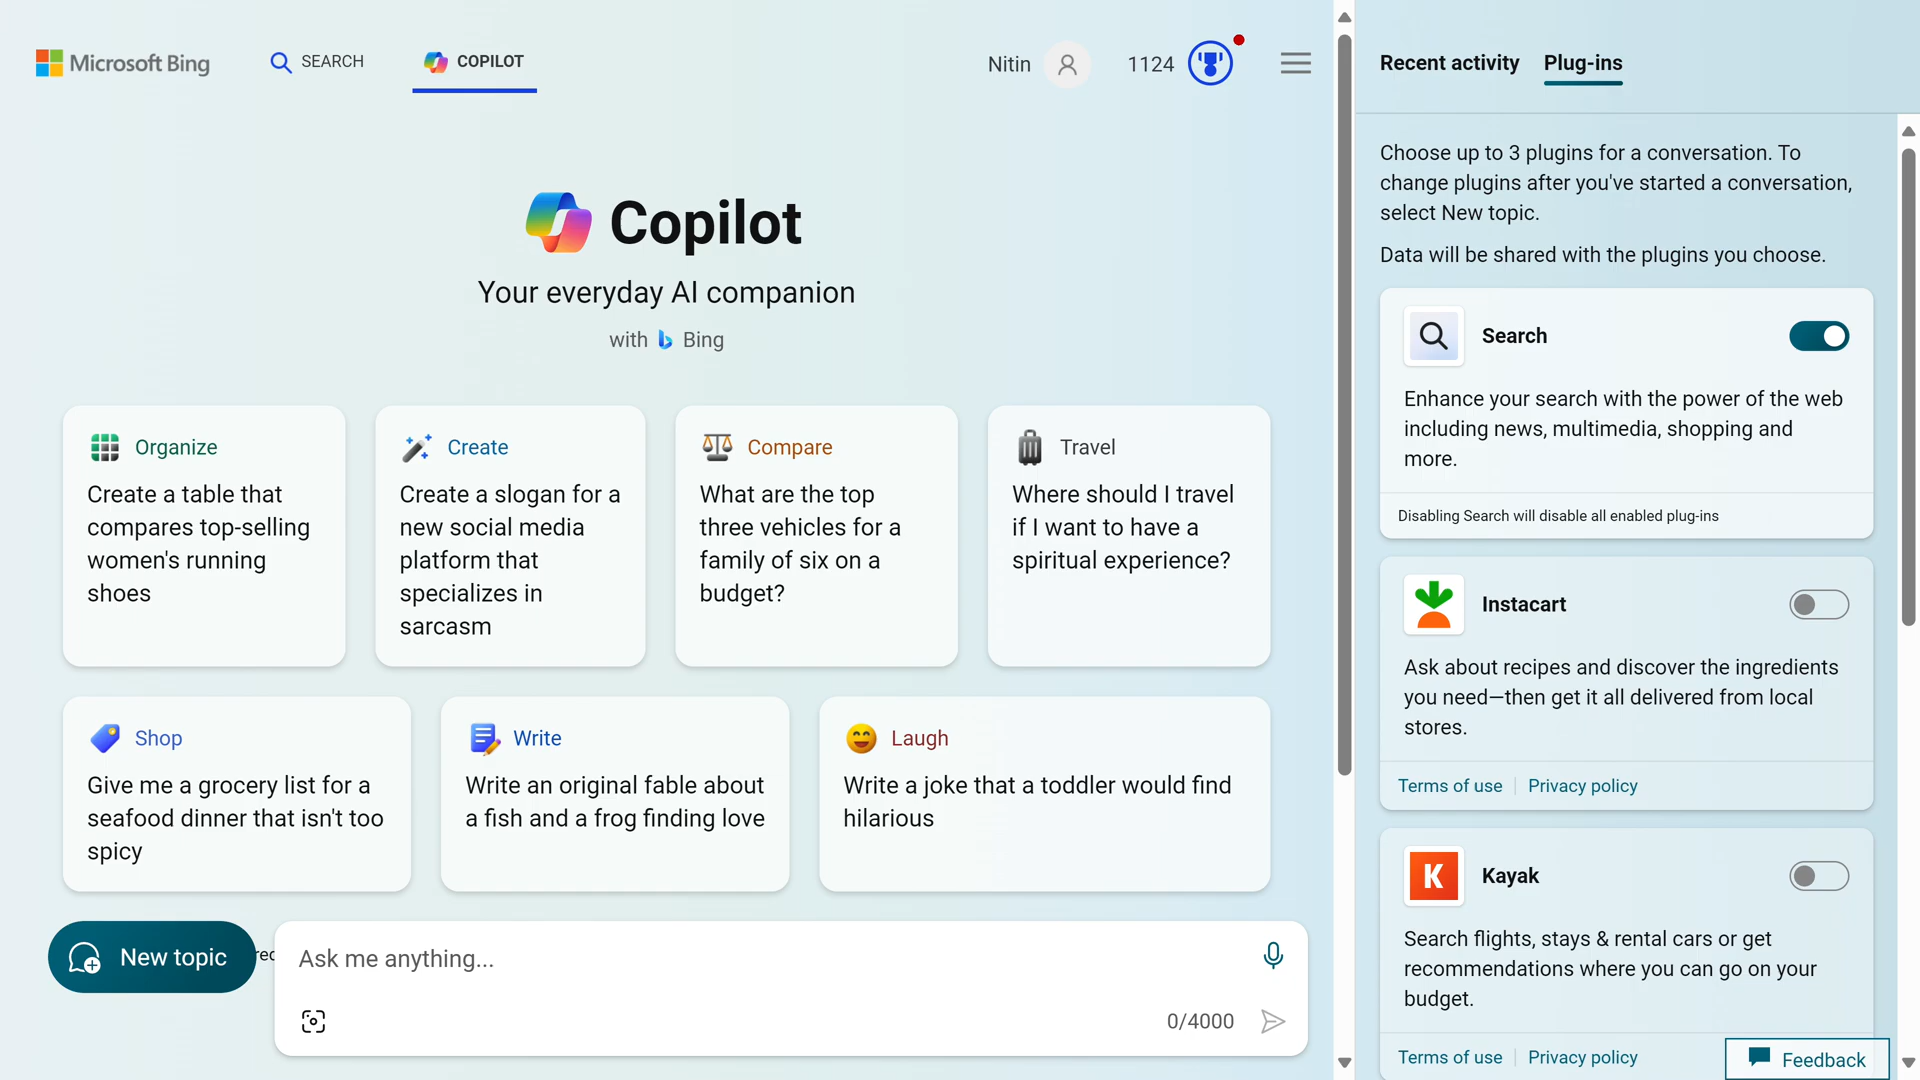 Microsoft Bing
SEARCH
COPILOT
Nitin
1124
Copilot
Your everyday AI companion
with Bing
Organize
Create a table that
compares top-selling
women's running
shoes
Create
Create a slogan for a
new social media
platform that
specializes in
sarcasm
Compare
What are the top
three vehicles for a
family of six on a
budget?
Travel
Where should I travel
if I want to have a
spiritual experience?
Shop
Give me a grocery list for a
seafood dinner that isn't too
spicy
Write
Write an original fable about
a fish and a frog finding love
Laugh
Write a joke that a toddler would find
hilarious
New topic
Ask me anything...
0/4000
Recent activity
Plug-ins
Choose up to 3 plugins for a conversation. To
change plugins after you've started a conversation,
select New topic.
Data will be shared with the plugins you choose.
Search
Enhance your search with the power of the web
including news, multimedia, shopping and
more.
Disabling Search will disable all enabled plug-ins
Instacart
Ask about recipes and discover the ingredients
you need—then get it all delivered from local
stores.
Terms of use | Privacy policy
K
Kayak
Search flights, stays & rental cars or get
recommendations where you can go on your
budget.
Terms of use | Privacy policy
Feedback